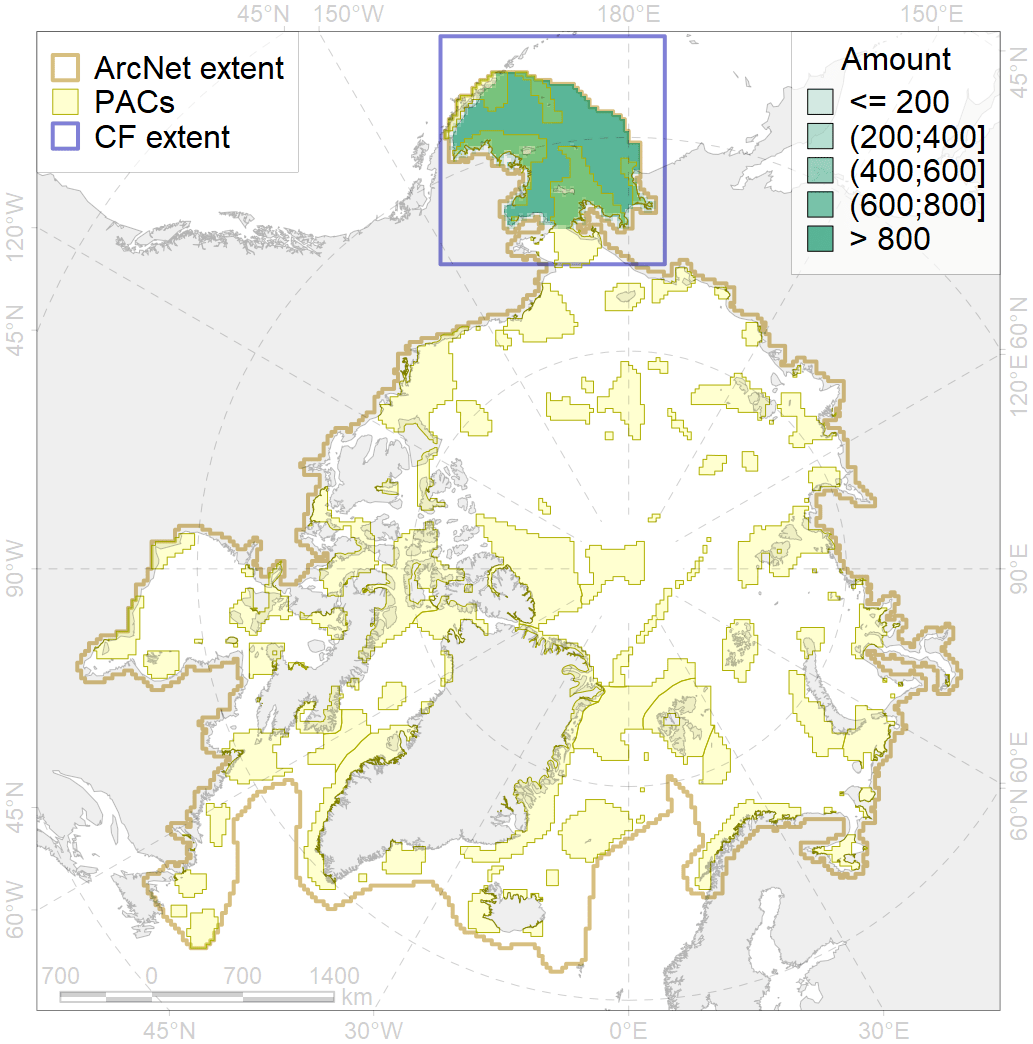 45°N 150°W 180°E 150°E
ArcNet extent
PACs
CF extent
Amount
<= 200
(200;400]
(400;600]
(600;800]
> 800
45°N
120°W
45°N
60°N
120°E
90°W
90°E
45°N
60°W
60°E
60°N
700 0 700 1400
km
45°N 30°W 0°E 30°E